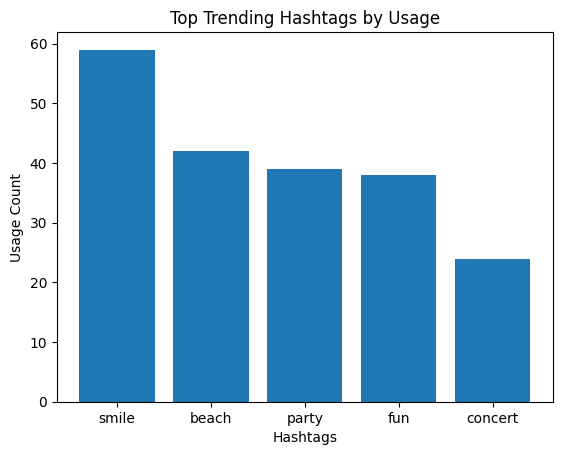 Top Trending Hashtags by Usage
60
50
40
30
20
10
0
Usage Count
smile beach party fun concert
Hashtags